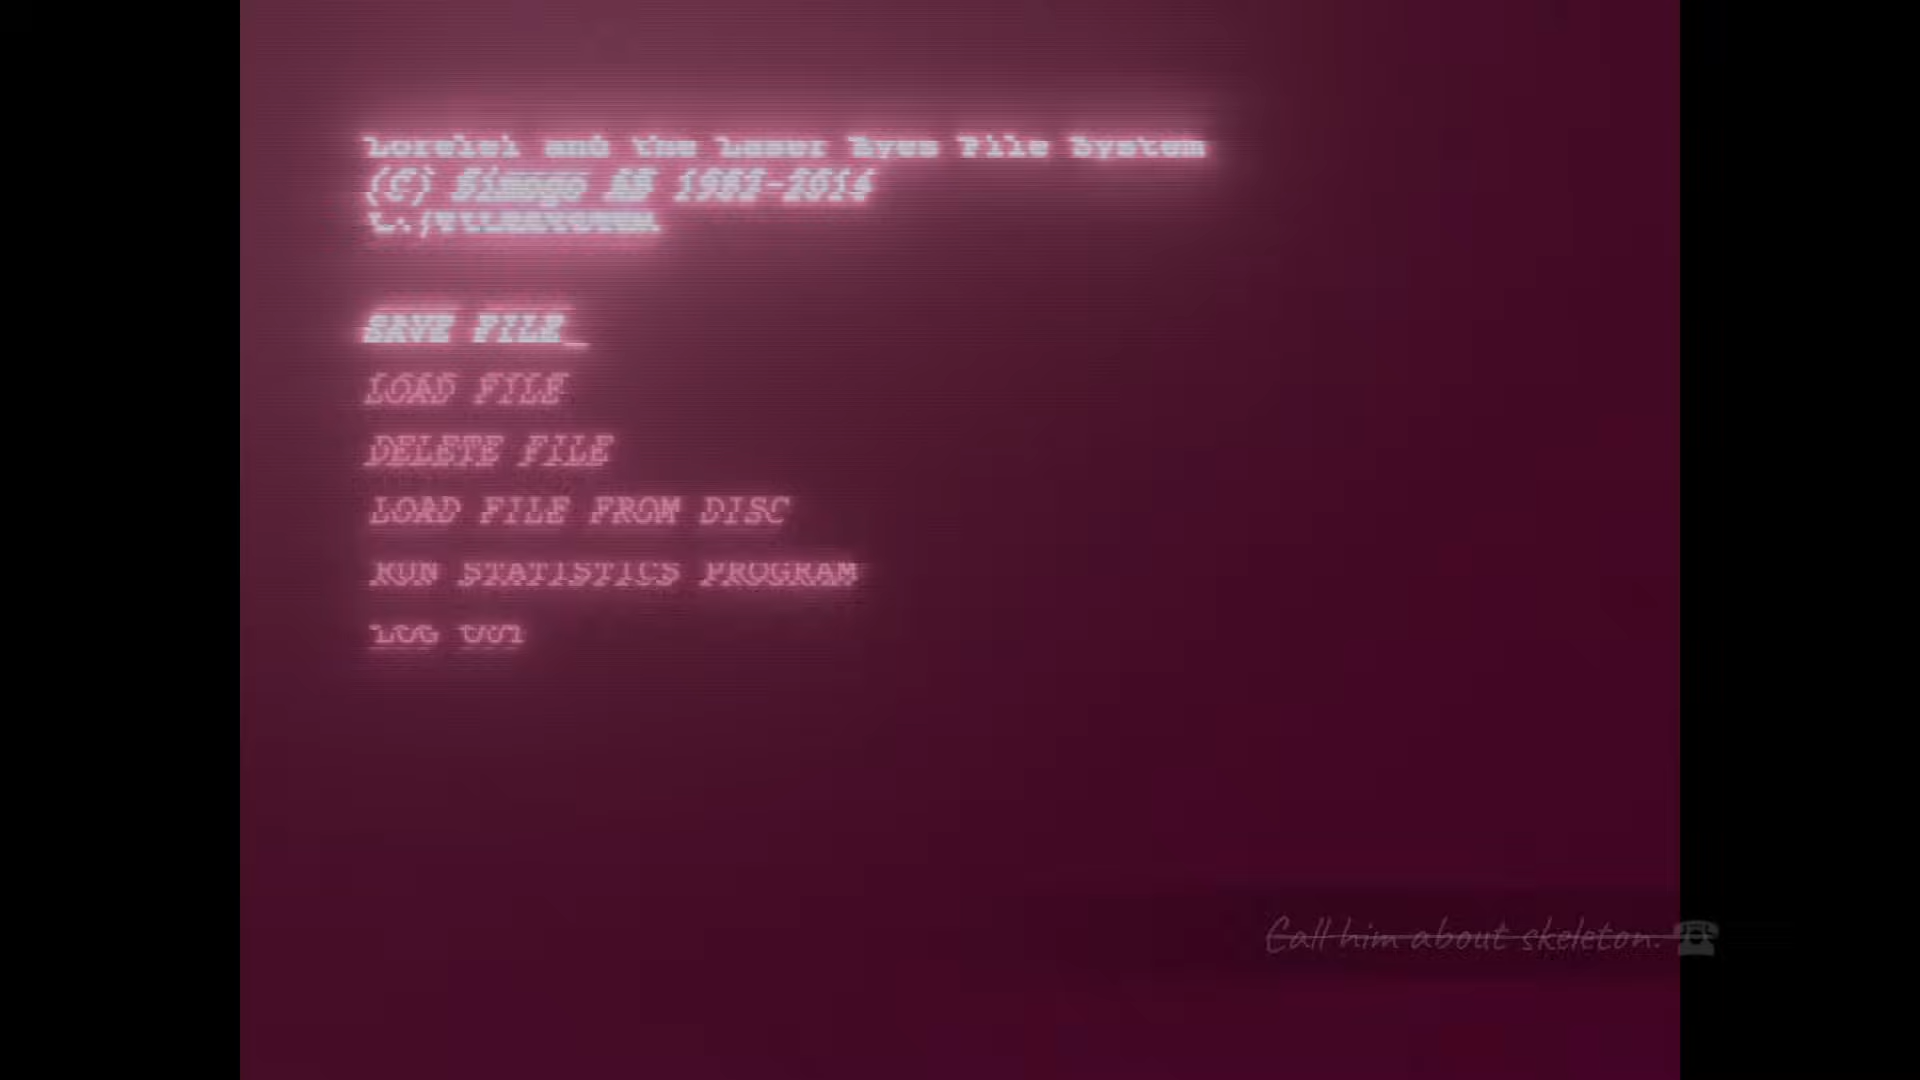 Lorelei and the Laser Eyes File System
(C) Simogo AB 1982-2014
SAVE FILE_
LOAD FILE
DELETE FILE
LOAD FILE FROM DISC
RUN STATISTICS PROGRAM
LOG OUT
Call him about skeleton.